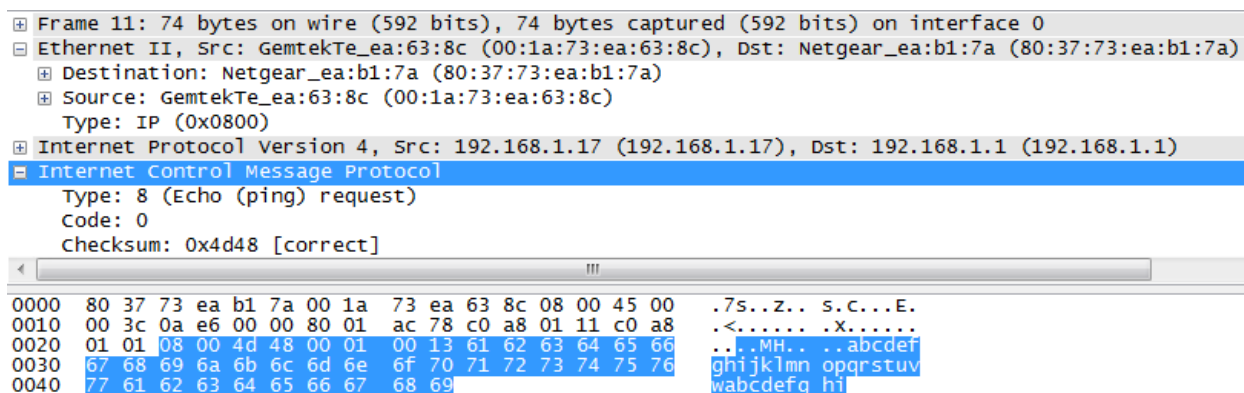 Frame 11: 74 bytes on wire (592 bits), 74 bytes captured (592 bits) on interface 0
Ethernet II, Src: GemtekTe_ea:63:8c (00:1a:73:ea:63:8c), Dst: Netgear_ea:b1:7a (80:37:73:ea:b1:7a)
Destination: Netgear_ea:b1:7a (80:37:73:ea:b1:7a)
Source: GemtekTe_ea:63:8c (00:1a:73:ea:63:8c)
Type: IP (0x0800)
Internet Protocol Version 4, Src: 192.168.1.17 (192.168.1.17), Dst: 192.168.1.1 (192.168.1.1)
Internet Control Message Protocol
Type: 8 (Echo (ping) request)
Code: 0
Checksum: 0x4d48 [correct]
0000 80 37 73 ea b1 7a 00 1a 73 ea 63 8c 08 00 45 00 .7s..z.. s.c...E.
0010 00 3c 0a e6 00 00 80 01 ac 78 c0 a8 01 11 c0 a8 .<...... .x......
0020 01 01 08 00 4d 48 00 01 00 13 61 62 63 64 65 66 ....MH.. ..abcdef
0030 67 68 69 6a 6b 6c 6d 6e 6f 70 71 72 73 74 75 76 ghijklmn opqrstuv
0040 77 61 62 63 64 65 66 67 68 69 wabcdefg hi